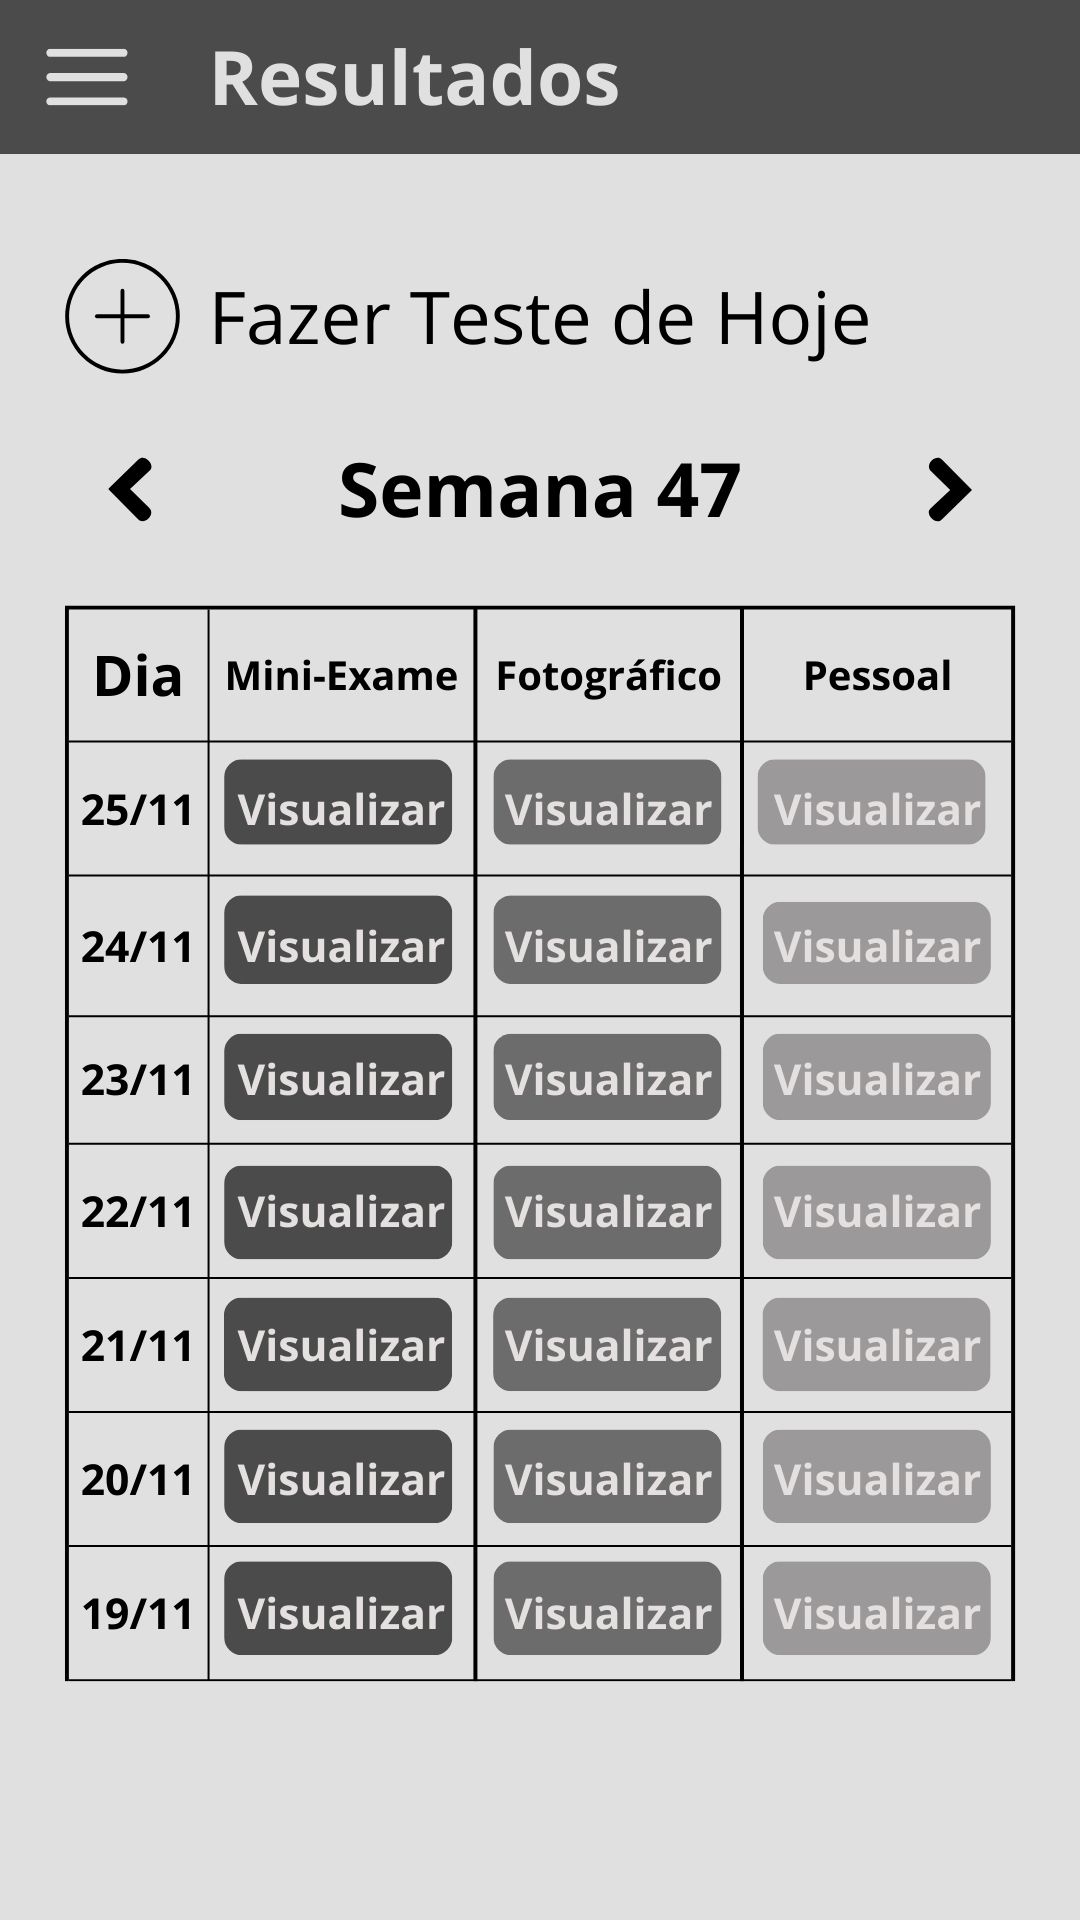 Resultados
Fazer Teste de Hoje
Semana 47
Dia Mini-Exame Fotográfico Pessoal
25/11 Visualizar Visualizar Visualizar
24/11 Visualizar Visualizar Visualizar
23/11 Visualizar Visualizar Visualizar
22/11 Visualizar Visualizar Visualizar
21/11 Visualizar Visualizar Visualizar
20/11 Visualizar Visualizar Visualizar
19/11 Visualizar Visualizar Visualizar